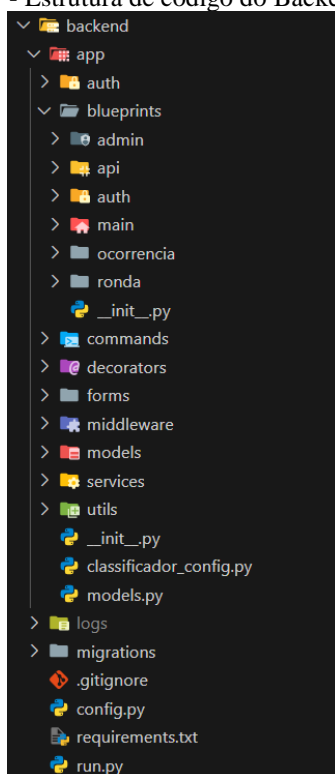 - Estrutura de código do Backe
backend
app
auth
blueprints
admin
api
auth
main
ocorrencia
ronda
__init__.py
commands
decorators
forms
middleware
models
services
utils
__init__.py
classificador_config.py
models.py
logs
migrations
.gitignore
config.py
requirements.txt
run.py